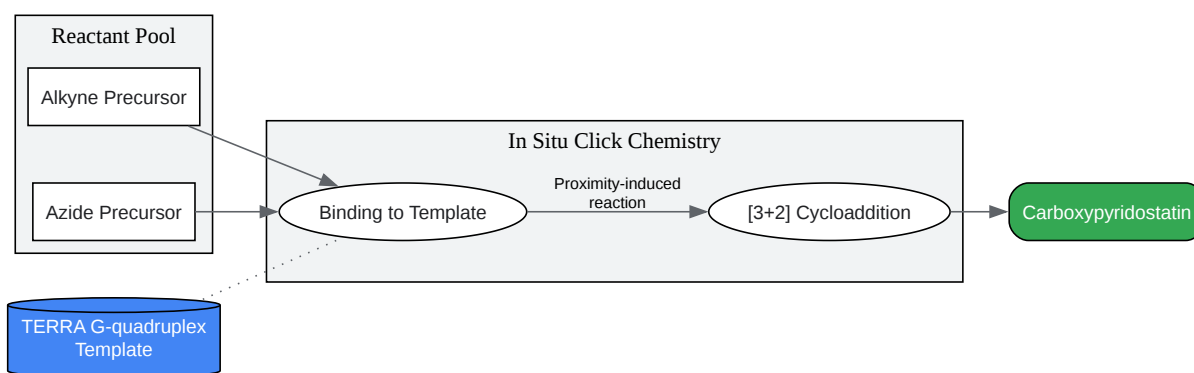 Reactant Pool
Alkyne Precursor
Azide Precursor
In Situ Click Chemistry
Binding to Template
Proximity-induced
reaction
[3+2] Cycloaddition
Carboxypyridostatin
TERRA G-quadruplex
Template